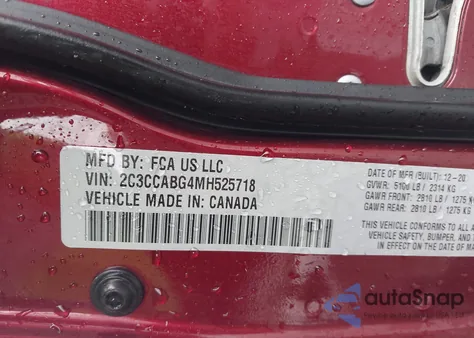 MFD BY: FCA US LLC
VIN: 2C3CCABG4MH525718
VEHICLE MADE IN: CANADA
DATE OF MFR (BUILT): 12-20
GVWR: 5100 LB / 2314 KG
GAWR FRONT: 2810 LB / 1275 KG
GAWR REAR: 2810 LB / 1275 KG
THIS VEHICLE CONFORMS TO ALL
VEHICLE SAFETY, BUMPER, AND
IN EFFECT ON THE DATE OF MA
autoSnap